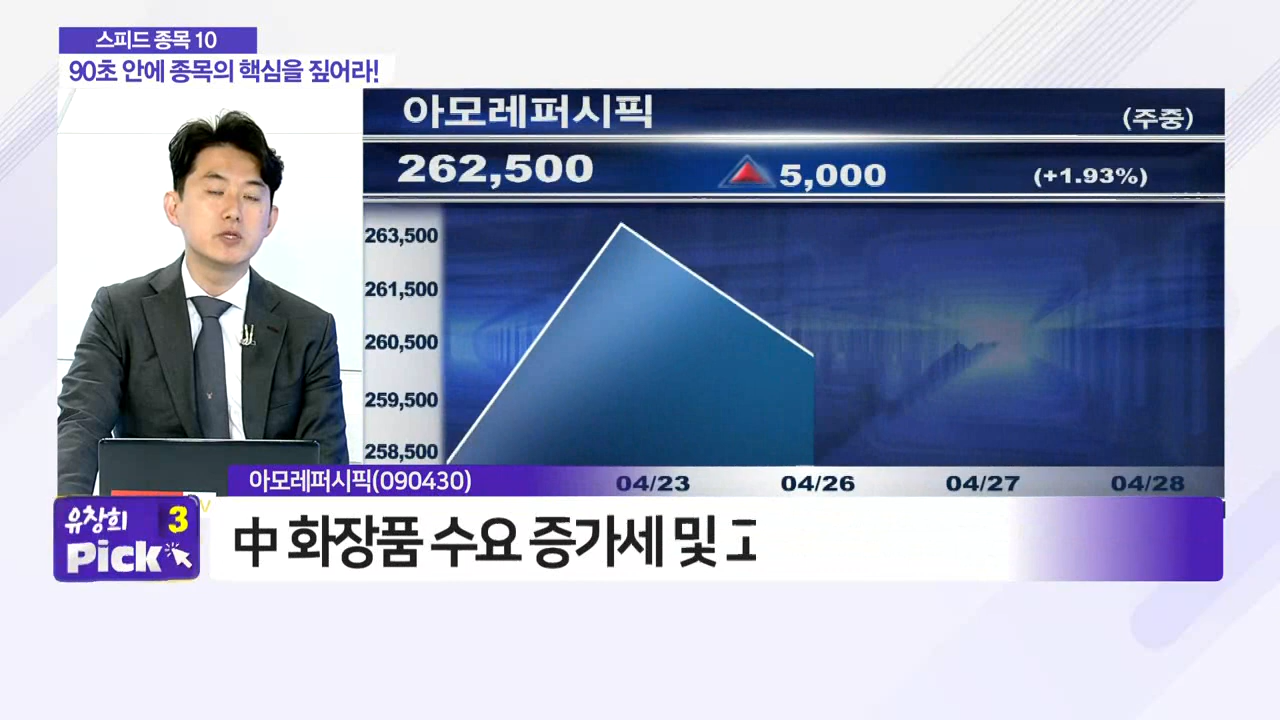 스피드 종목 10
90초 안에 종목의 핵심을 짚어라!
아모레퍼시픽 (주중)
262,500 5,000 (+1.93%)
263,500
261,500
260,500
259,500
258,500
04/23 04/26 04/27 04/28
아모레퍼시픽(090430)
유창희 3
Pick
中 화장품 수요 증가세 및